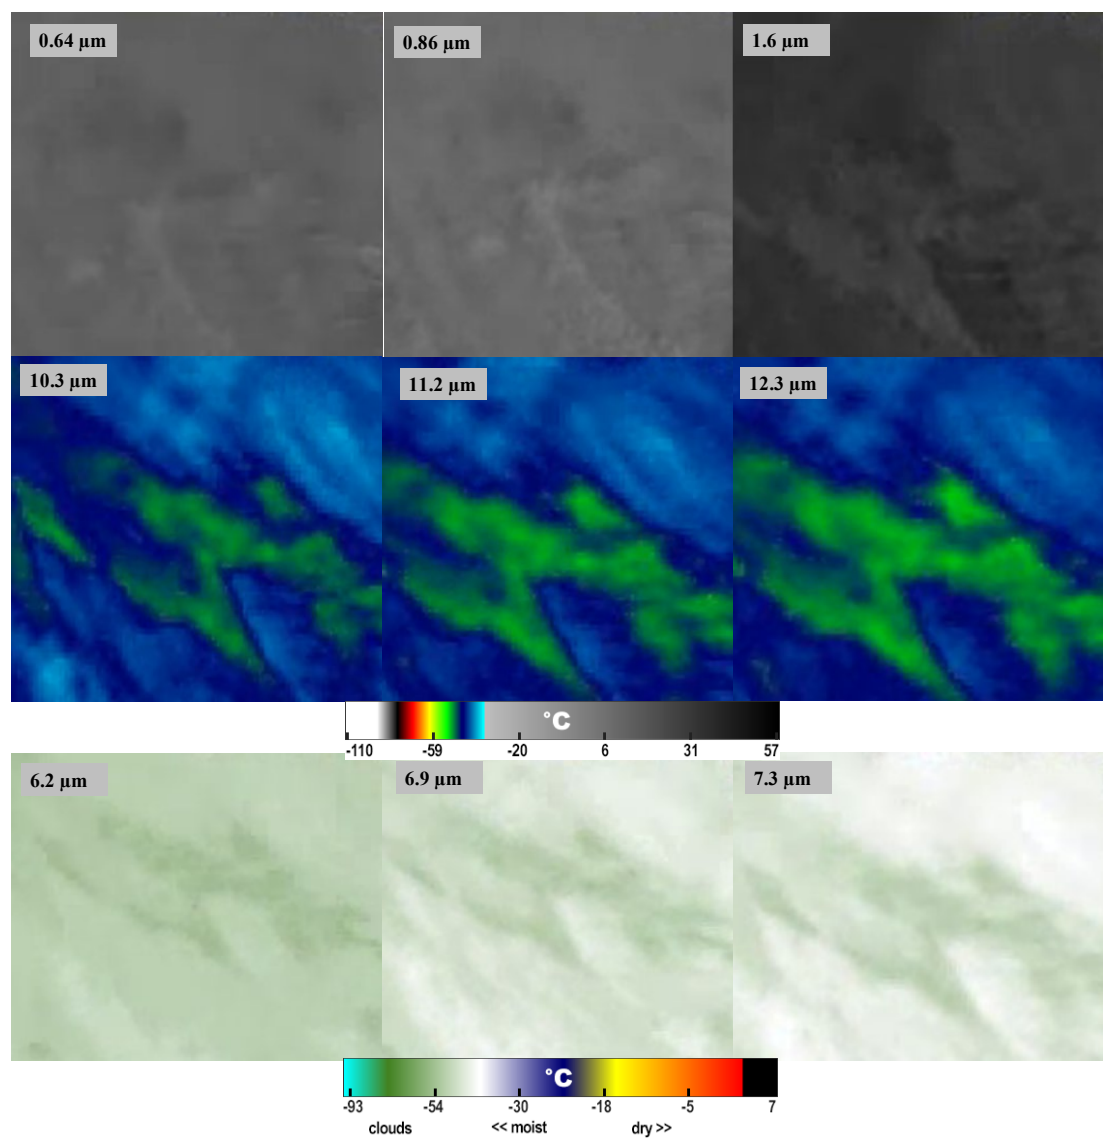 0.64 µm
0.86 µm
1.6 µm
10.3 µm
11.2 µm
12.3 µm
°C
-110 -59 -20 6 31 57
6.2 µm
6.9 µm
7.3 µm
°C
-93 -54 -30 -18 -5 7
clouds << moist dry >>